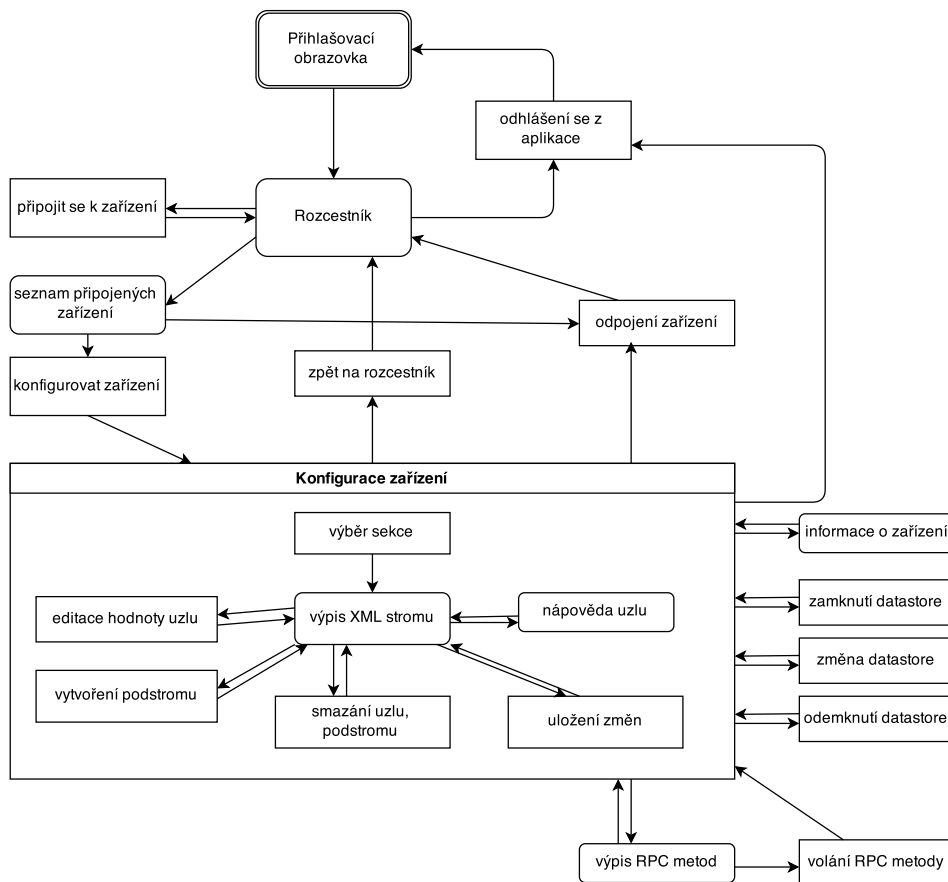 Přihlašovací
obrazovka
odhlášení se z
aplikace
připojit se k zařízení
Rozcestník
seznam připojených
zařízení
odpojení zařízení
konfigurovat zařízení
zpět na rozcestník
Konfigurace zařízení
výběr sekce
informace o zařízení
editace hodnoty uzlu
výpis XML stromu
nápověda uzlu
zamknutí datastore
změna datastore
vytvoření podstromu
smazání uzlu,
podstromu
uložení změn
odemknutí datastore
výpis RPC metod
volání RPC metody